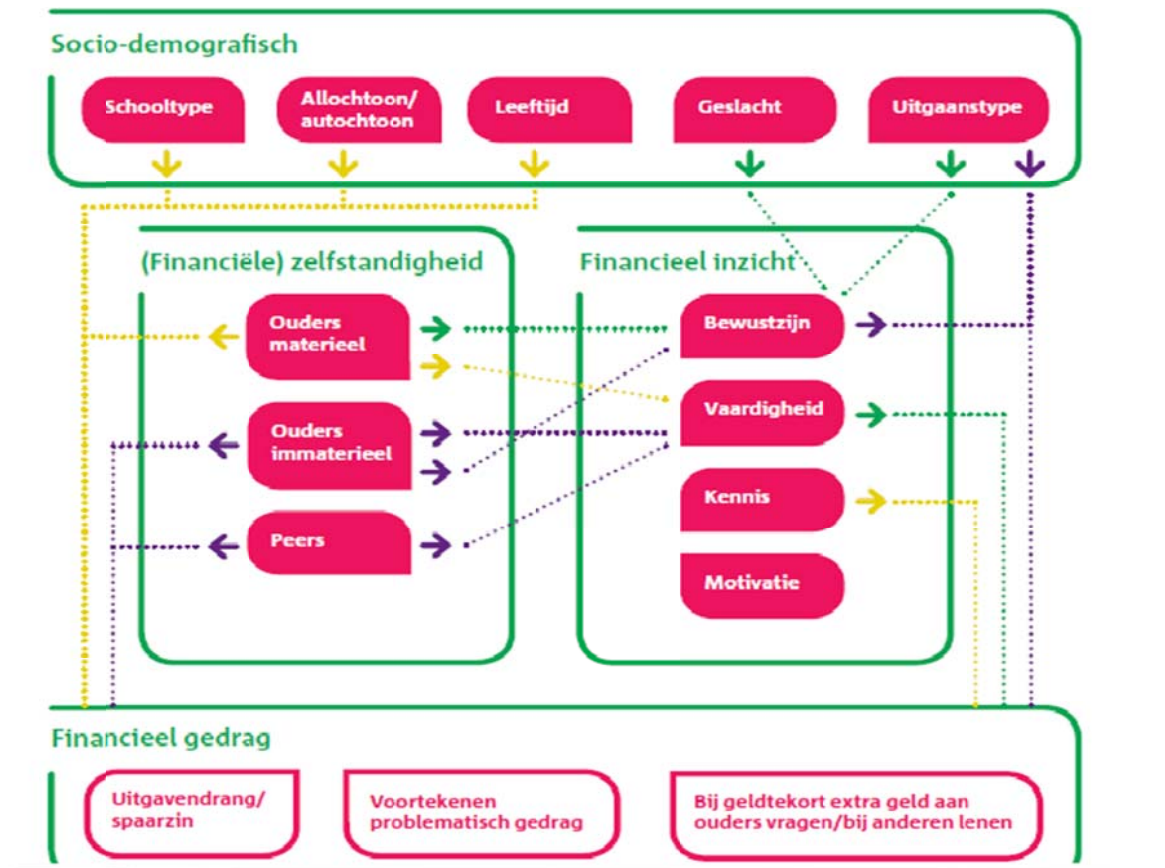 Socio-demografisch
Schooltype
Allochtoon/
autochtoon
Leeftijd
Geslacht
Uitgaanstype
(Financiële) zelfstandigheid
Ouders
materieel
Ouders
immaterieel
Peers
Financieel inzicht
Bewustzijn
Vaardigheid
Kennis
Motivatie
Financieel gedrag
Uitgavendrang/
spaarzin
Voortekenen
problematisch gedrag
Bij geldtekort extra geld aan
ouders vragen/bij anderen lenen